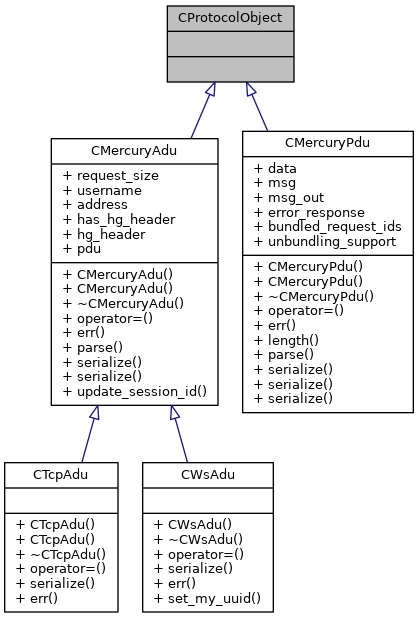 CProtocolObject
CMercuryAdu
+ request_size
+ username
+ address
+ has_hg_header
+ hg_header
+ pdu
+ CMercuryAdu()
+ CMercuryAdu()
+ ~CMercuryAdu()
+ operator=()
+ err()
+ parse()
+ serialize()
+ serialize()
+ update_session_id()
CMercuryPdu
+ data
+ msg
+ msg_out
+ error_response
+ bundled_request_ids
+ unbundling_support
+ CMercuryPdu()
+ CMercuryPdu()
+ ~CMercuryPdu()
+ operator=()
+ err()
+ length()
+ parse()
+ serialize()
+ serialize()
+ serialize()
CTcpAdu
+ CTcpAdu()
+ CTcpAdu()
+ ~CTcpAdu()
+ operator=()
+ serialize()
+ err()
CWsAdu
+ CWsAdu()
+ ~CWsAdu()
+ operator=()
+ serialize()
+ err()
+ set_my_uuid()